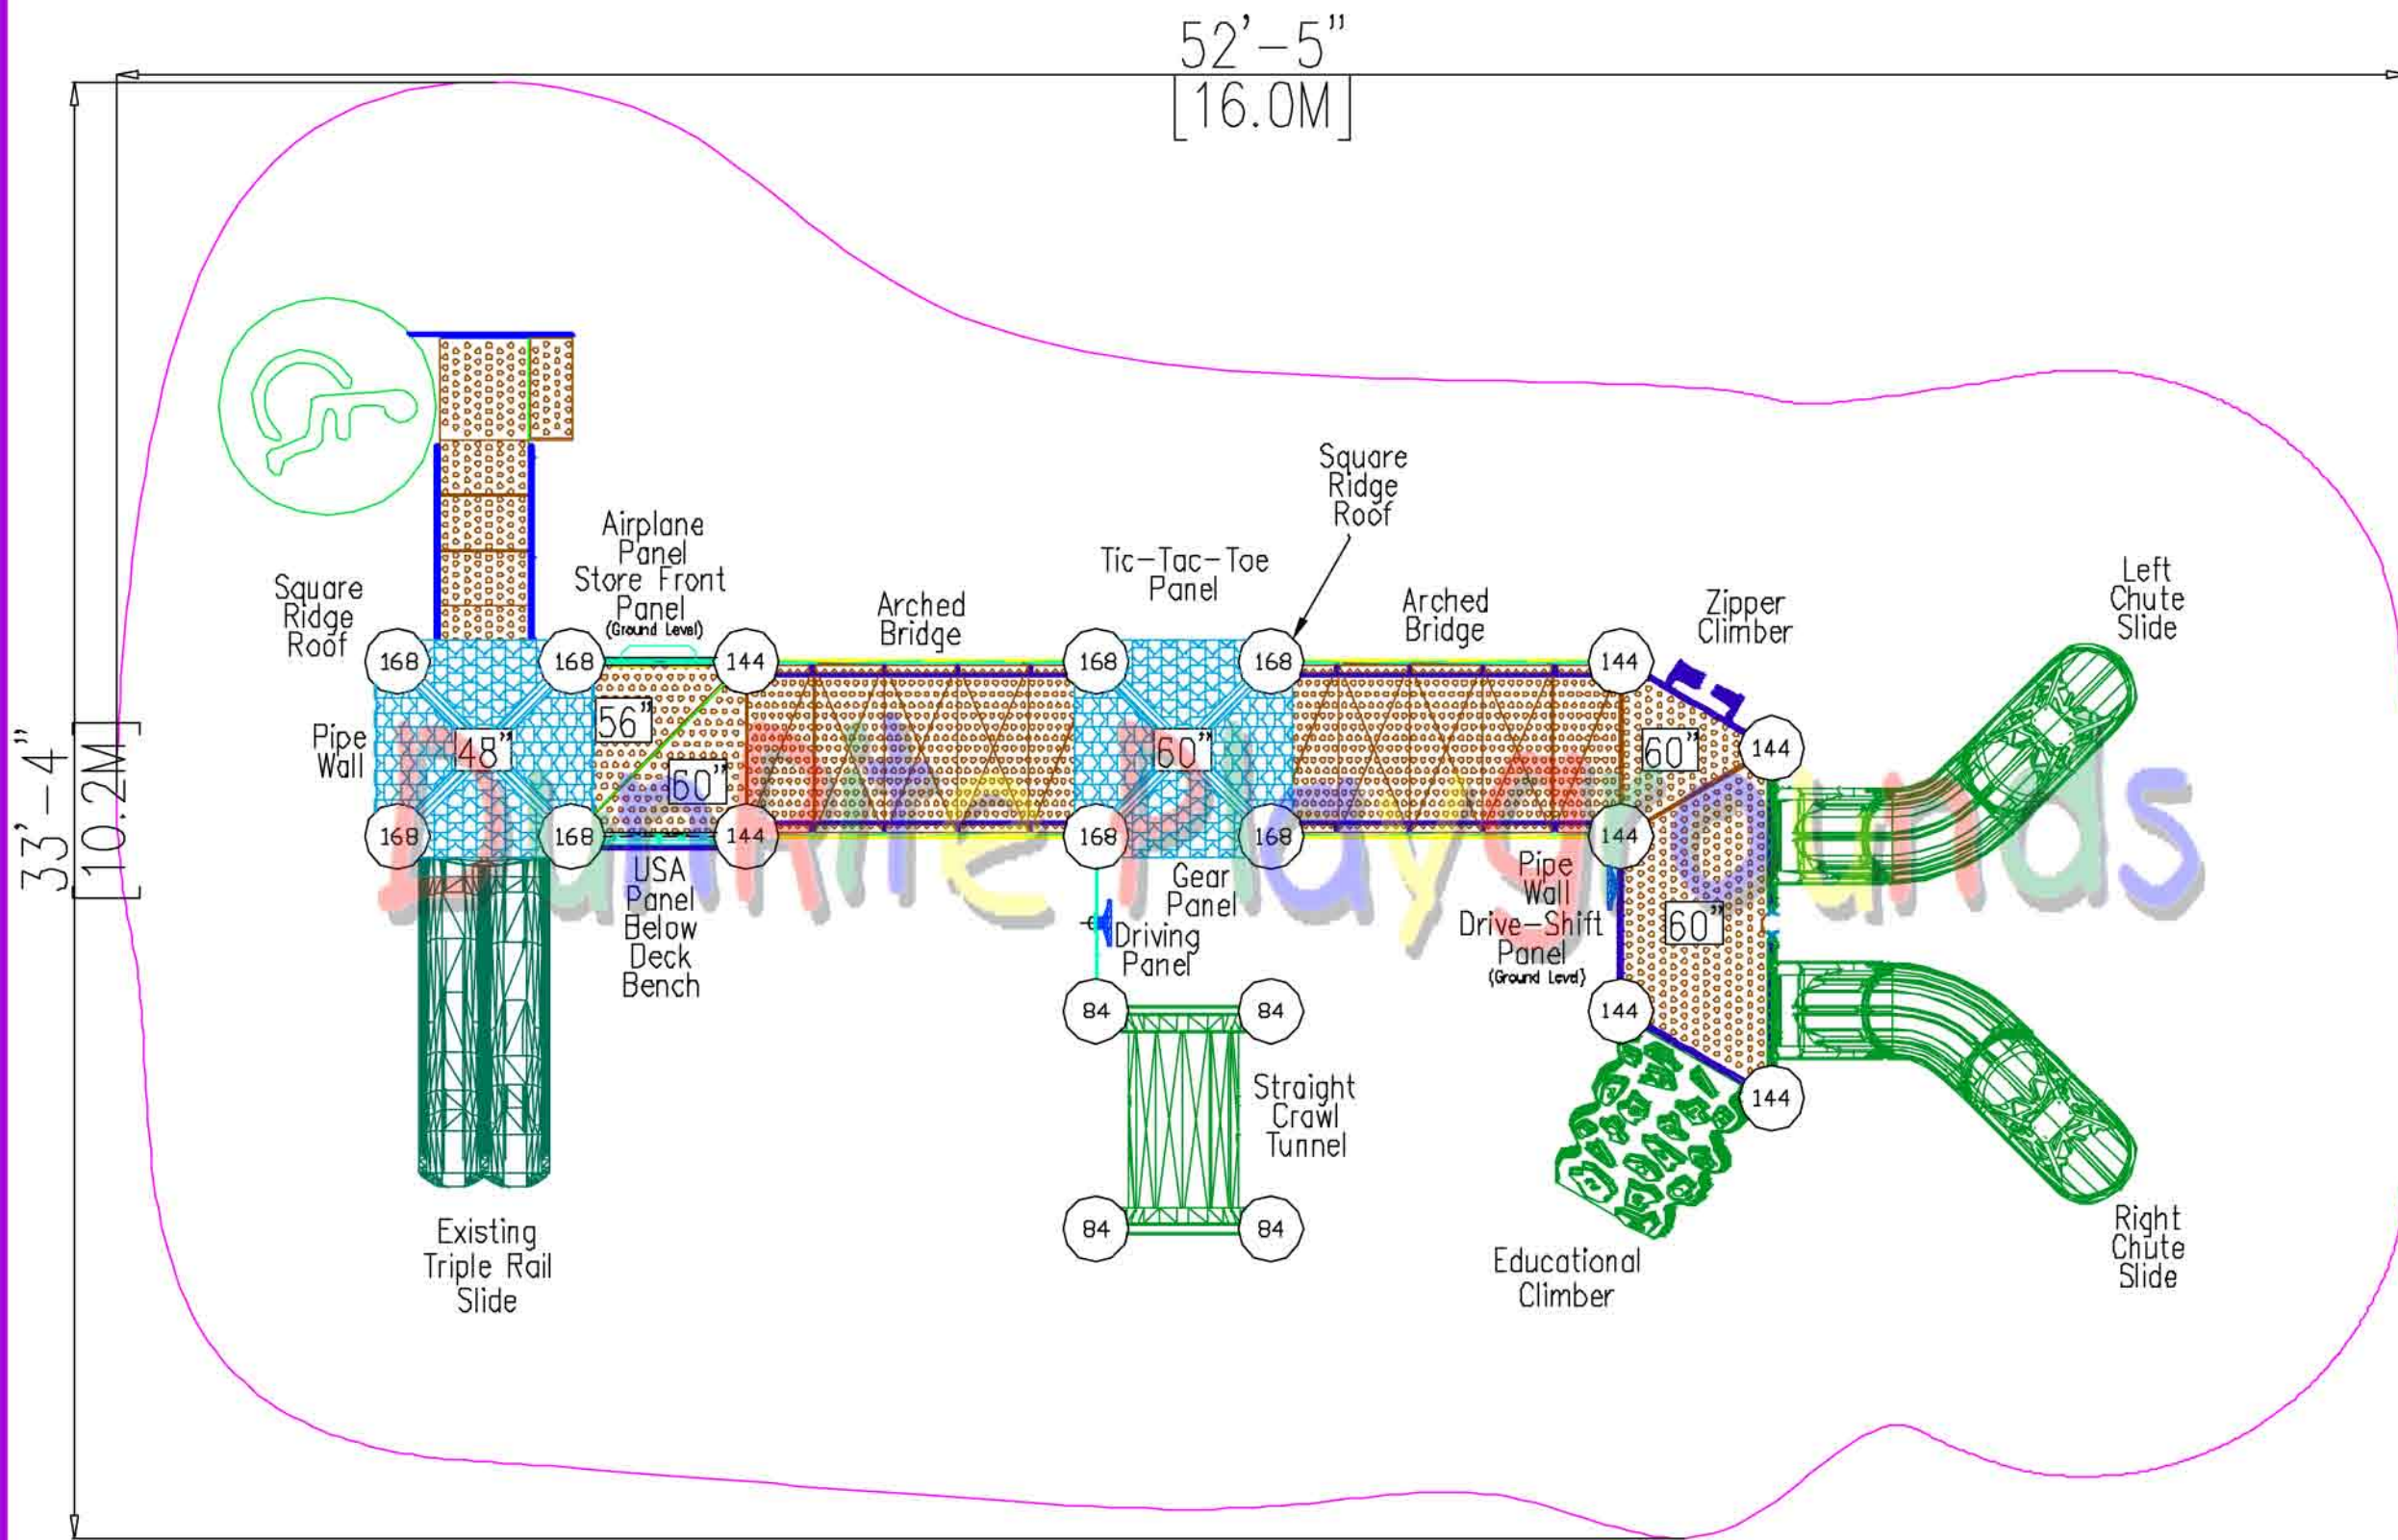 52'-5"
[16.0M]
33'-4"
[10.2M]
Square
Ridge
Roof
Airplane
Panel
Store Front
Panel
(Ground Level)
Arched
Bridge
Tic-Tac-Toe
Panel
Square
Ridge
Roof
Arched
Bridge
Zipper
Climber
Left
Chute
Slide
168
168
144
168
168
144
Pipe
Wall
48"
56"
60"
60"
60"
144
168
168
144
168
168
144
Dunrite Playgrounds
USA
Panel
Below
Deck
Bench
Gear
Panel
Driving
Panel
Pipe
Wall
Drive-Shift
Panel
(Ground Level)
60"
84
84
144
144
Straight
Crawl
Tunnel
84
84
Existing
Triple Rail
Slide
Educational
Climber
Right
Chute
Slide